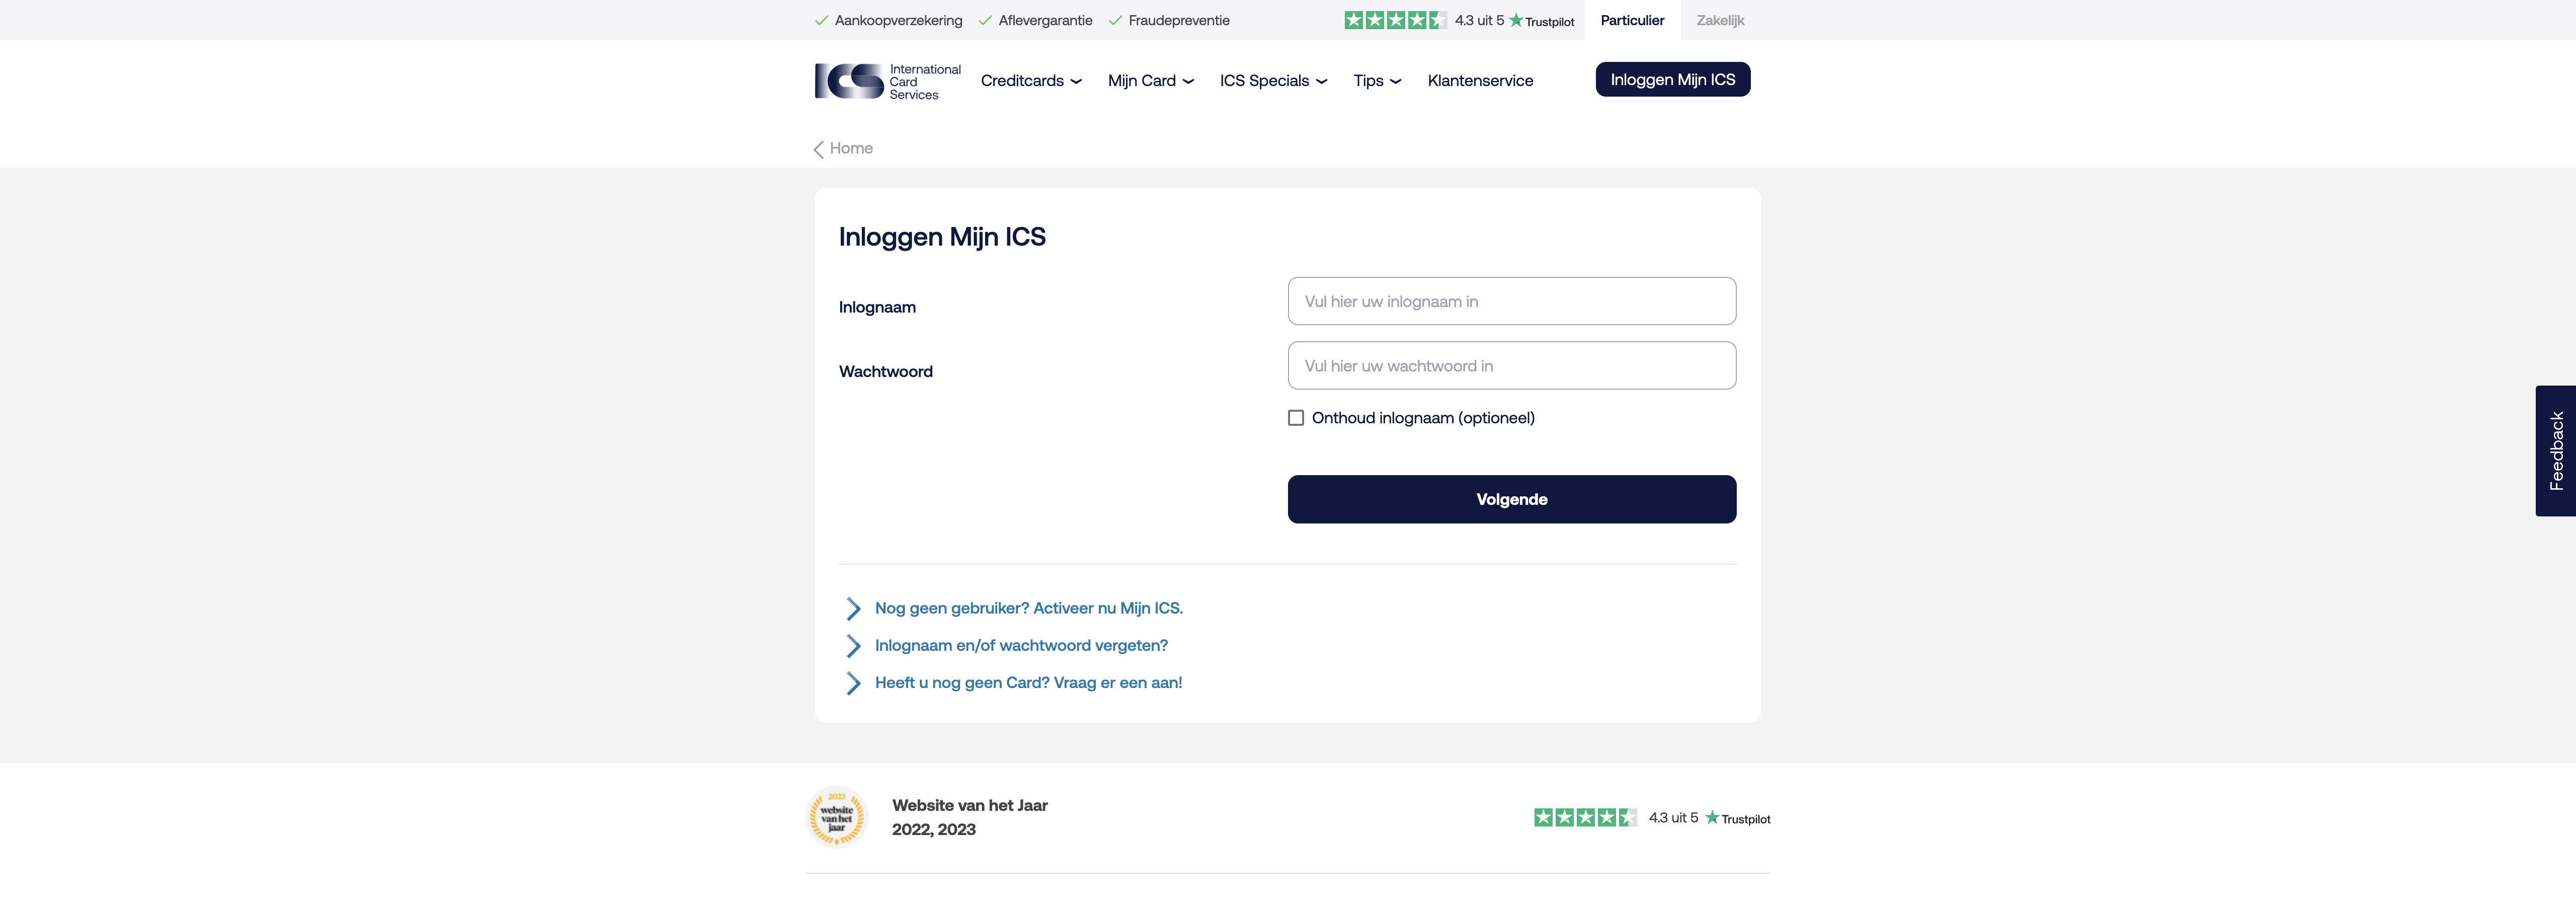 Aankoopverzekering Aflevergarantie Fraudepreventie 4.3 uit 5 Trustpilot Particulier Zakelijk
ICS International
Card
Services
Creditcards Mijn Card ICS Specials Tips Klantenservice Inloggen Mijn ICS
Home
Inloggen Mijn ICS
Inlognaam Vul hier uw inlognaam in
Wachtwoord Vul hier uw wachtwoord in
Onthoud inlognaam (optioneel)
Volgende
Feedback
Nog geen gebruiker? Activeer nu Mijn ICS.
Inlognaam en/of wachtwoord vergeten?
Heeft u nog geen Card? Vraag er een aan!
2023
website
van het
jaar
Website van het Jaar
2022, 2023
4.3 uit 5 Trustpilot